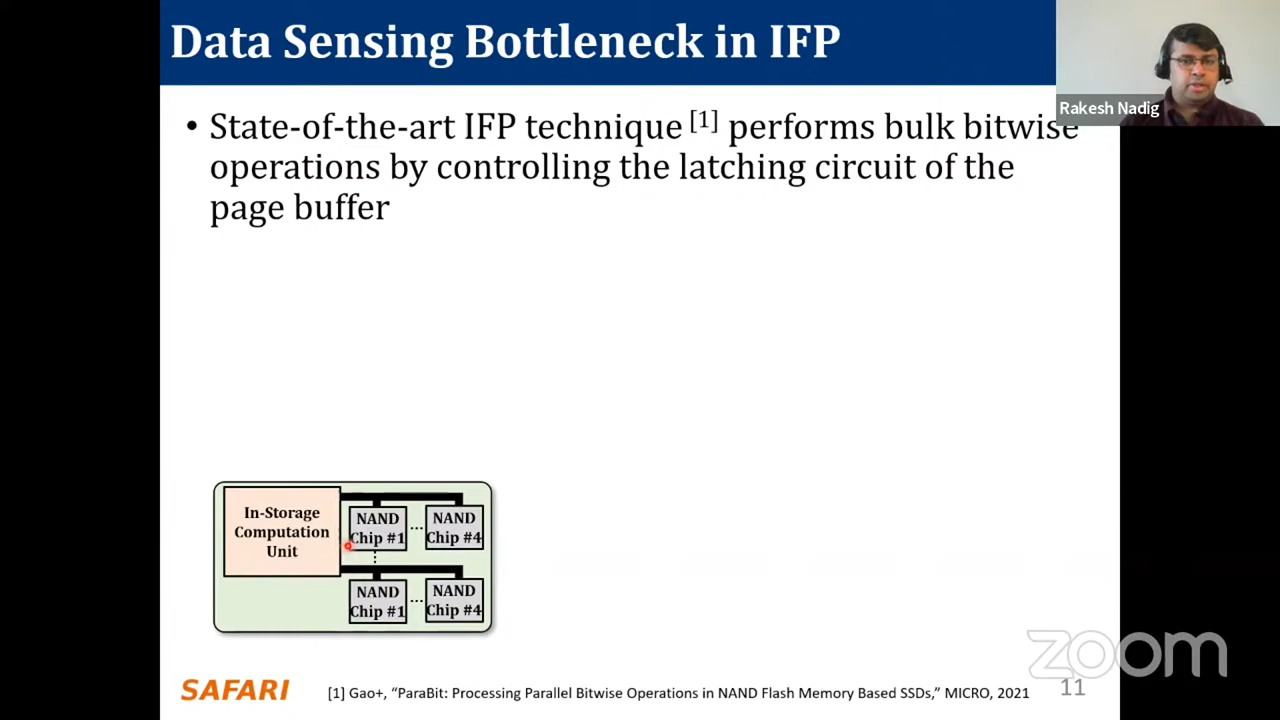 Data Sensing Bottleneck in IFP
Rakesh Nadig
• State-of-the-art IFP technique [1] performs bulk bitwise
operations by controlling the latching circuit of the
page buffer
In-Storage
Computation
Unit
NAND
Chip #1
...
NAND
Chip #4
NAND
Chip #1
...
NAND
Chip #4
zoom
SAFARI
[1] Gao+, “ParaBit: Processing Parallel Bitwise Operations in NAND Flash Memory Based SSDs,” MICRO, 2021
11